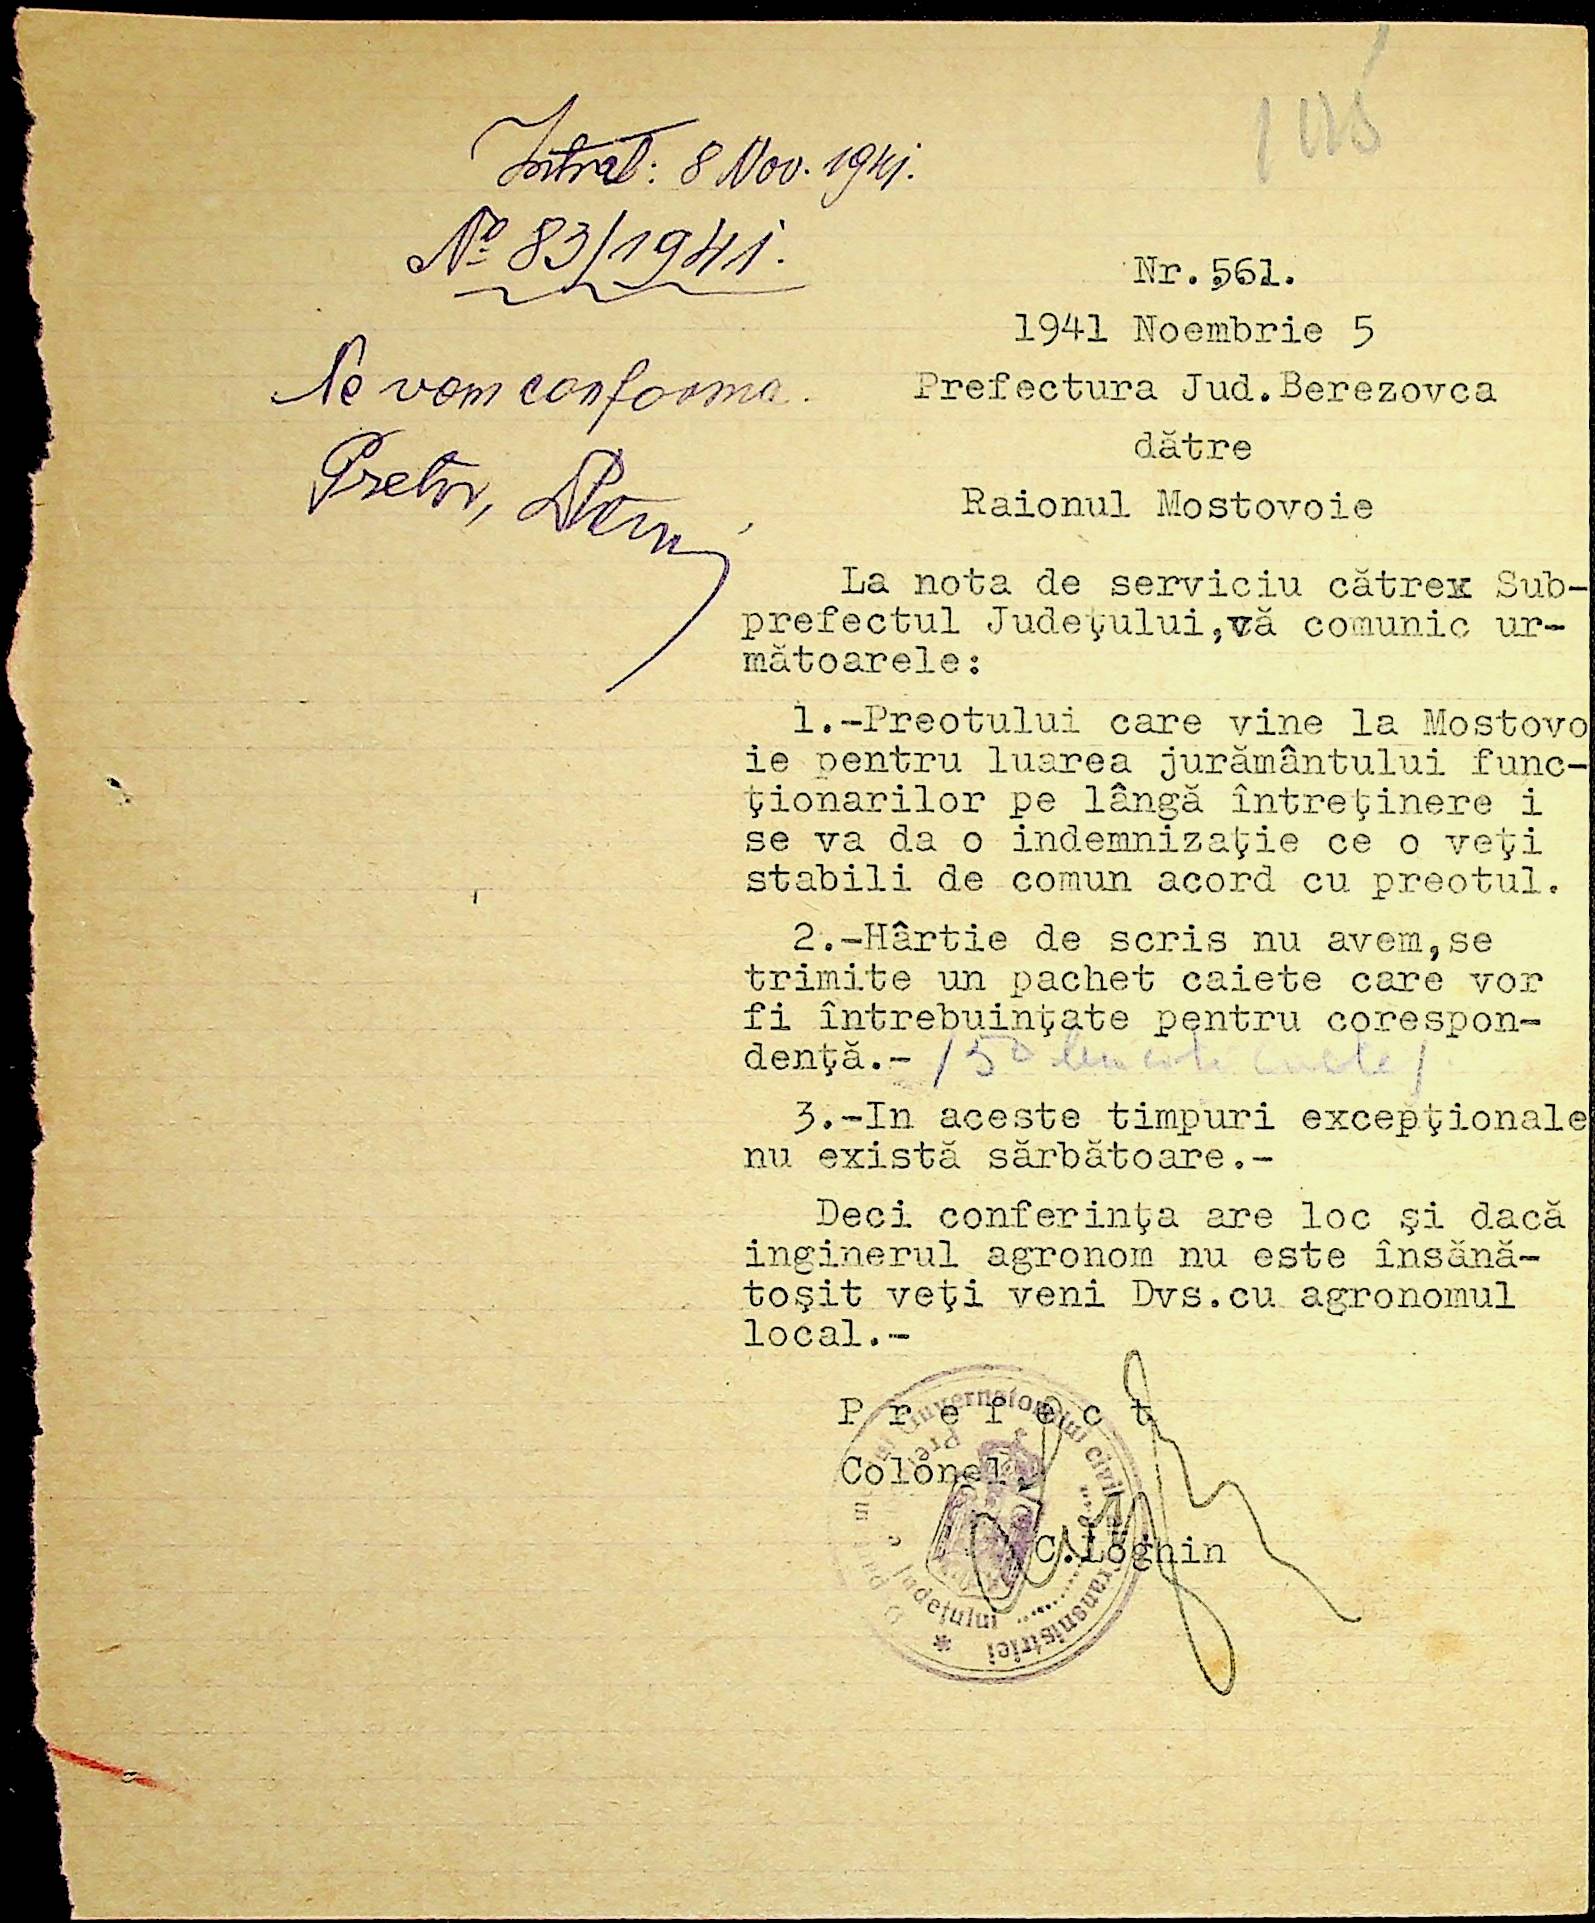 Intrat: 8 Nov. 1941.
No 83/1941.
Ne vom conforma.
Pretor,
Nr.561.
1941 Noembrie 5
Prefectura Jud.Berezovca
dătre
Raionul Mostovoie
La nota de serviciu cătrex Sub-
prefectul Judeţului,vă comunic ur-
mătoarele:
1.-Preotului care vine la Mostovo
ie pentru luarea jurământului func-
ţionarilor pe lângă întreţinere i
se va da o indemnizaţie ce o veţi
stabili de comun acord cu preotul.
2.-Hârtie de scris nu avem,se
trimite un pachet caiete care vor
fi întrebuinţate pentru corespon-
denţă.- / 50
3.-In aceste timpuri excepţionale
nu există sărbătoare.-
Deci conferinţa are loc şi dacă
inginerul agronom nu este însănă-
toşit veţi veni Dvs.cu agronomul
local.-
P r e f e c t
Colonel,
C.Loghin
Guvernatorului civil Transnistriei
Judeţului